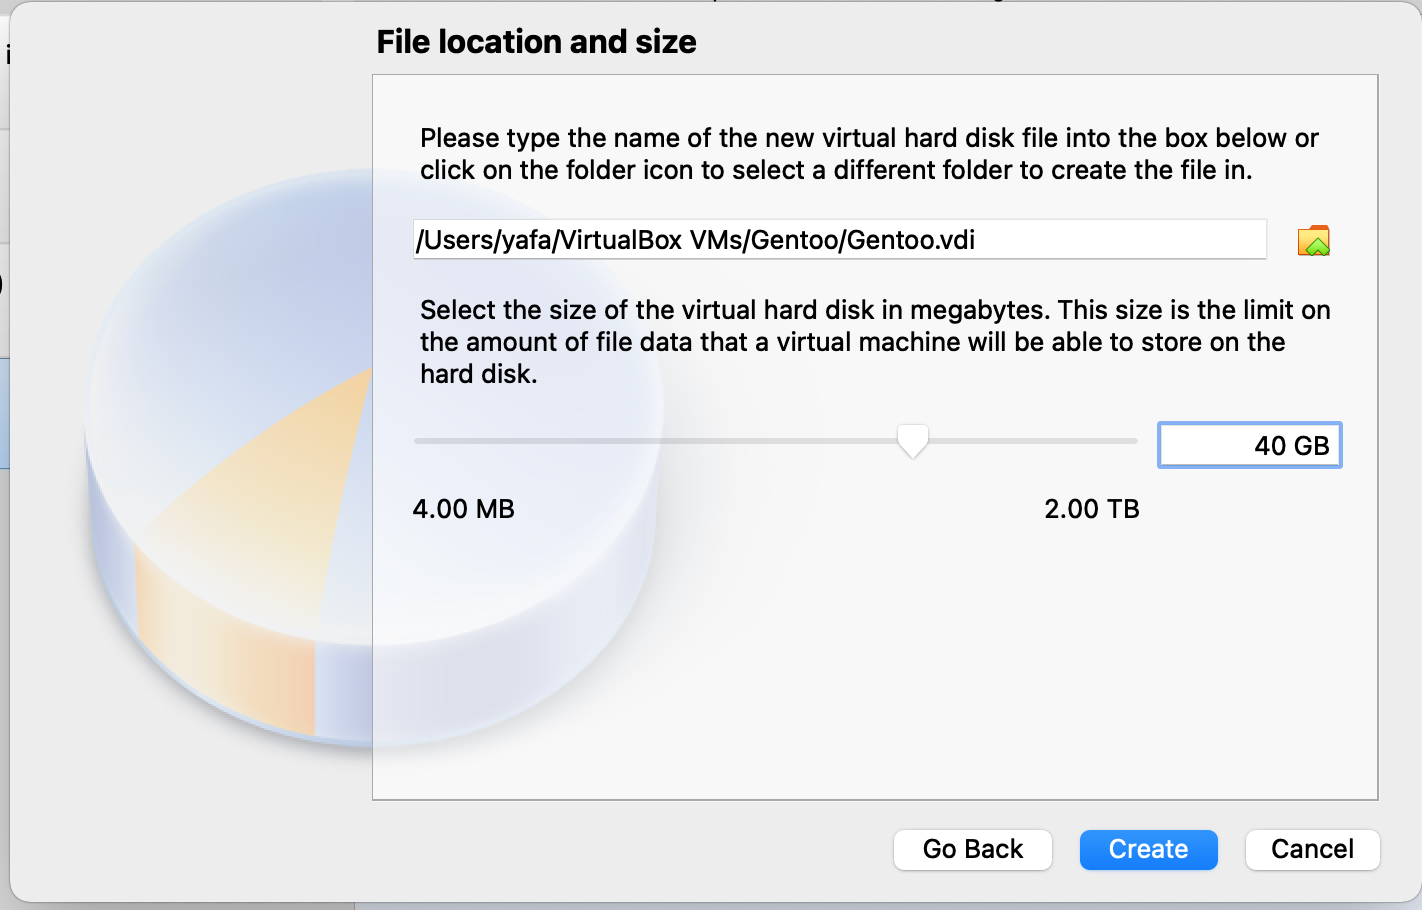 File location and size
Please type the name of the new virtual hard disk file into the box below or
click on the folder icon to select a different folder to create the file in.
/Users/yafa/VirtualBox VMs/Gentoo/Gentoo.vdi
Select the size of the virtual hard disk in megabytes. This size is the limit on
the amount of file data that a virtual machine will be able to store on the
hard disk.
40 GB
4.00 MB
2.00 TB
Go Back
Create
Cancel